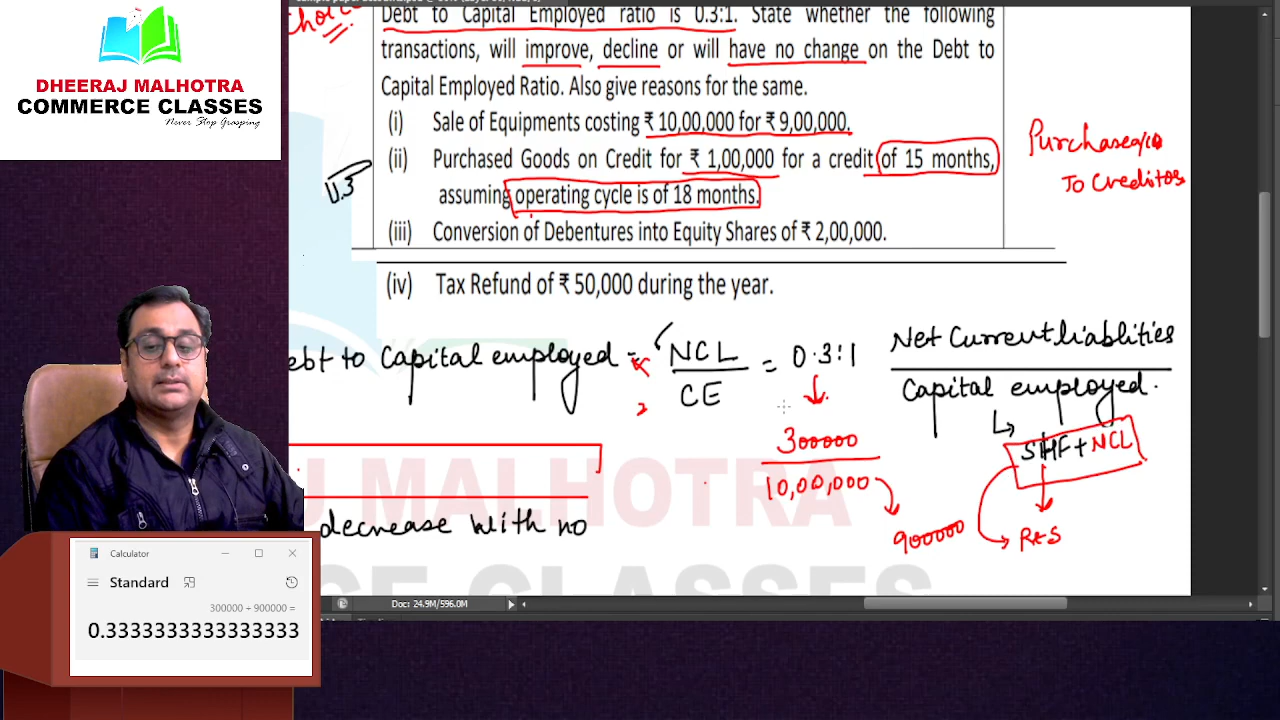 DHEERAJ MALHOTRA
COMMERCE CLASSES
Never Stop Grasping
Debt to Capital Employed ratio is 0.3:1. State whether the following
transactions, will improve, decline or will have no change on the Debt to
Capital Employed Ratio. Also give reasons for the same.
(i) Sale of Equipments costing ₹ 10,00,000 for ₹ 9,00,000.
(ii) Purchased Goods on Credit for ₹ 1,00,000 for a credit of 15 months,
assuming operating cycle is of 18 months.
(iii) Conversion of Debentures into Equity Shares of ₹ 2,00,000.
(iv) Tax Refund of ₹ 50,000 during the year.
Purchase a/c
To Creditors
ebt to Capital employed = NCL / CE = 0.3:1
300000
10,00,000
900000
Net Current liablities
Capital employed.
SHF + NCL
R&S
decrease with no
J MALHOTRA
CE CLASSES
Calculator
Standard
300000 ÷ 900000 =
0.3333333333333333
Doc: 24.9M/596.0M